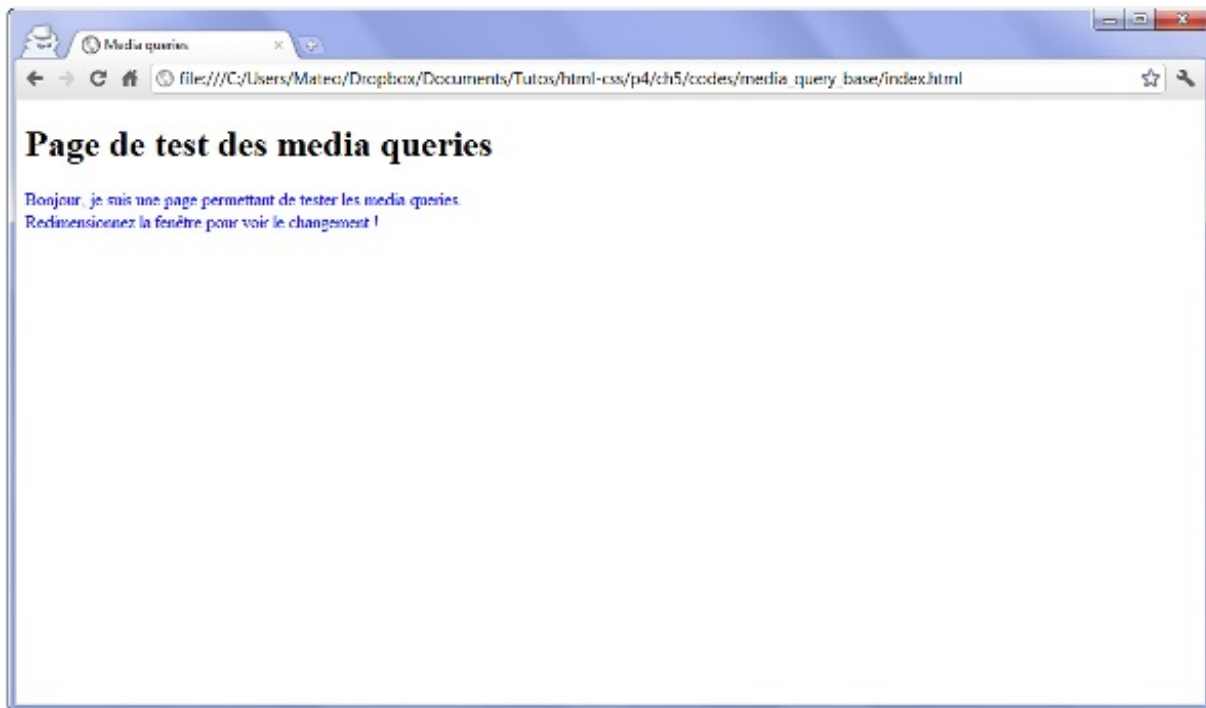 Media queries
file:///C:/Users/Mateo/Dropbox/Documents/Tutos/html-css/p4/ch5/codes/media_query_base/index.html
Page de test des media queries
Bonjour, je suis une page permettant de tester les media queries.
Redimensionnez la fenêtre pour voir le changement !